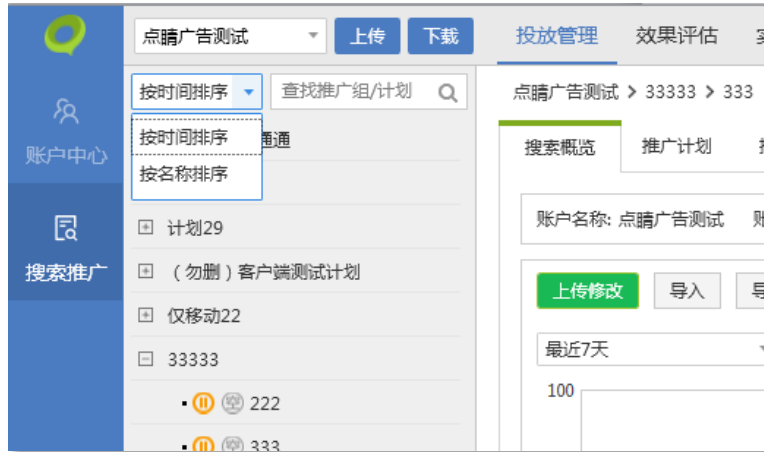 点睛广告测试
上传
下载
投放管理
效果评估
账户中心
搜索推广
按时间排序
查找推广组/计划
按时间排序
按名称排序
通
计划29
（勿删）客户端测试计划
仅移动22
33333
222
333
点睛广告测试 > 33333 > 333
搜索概览
推广计划
账户名称: 点睛广告测试
上传修改
导入
最近7天
100